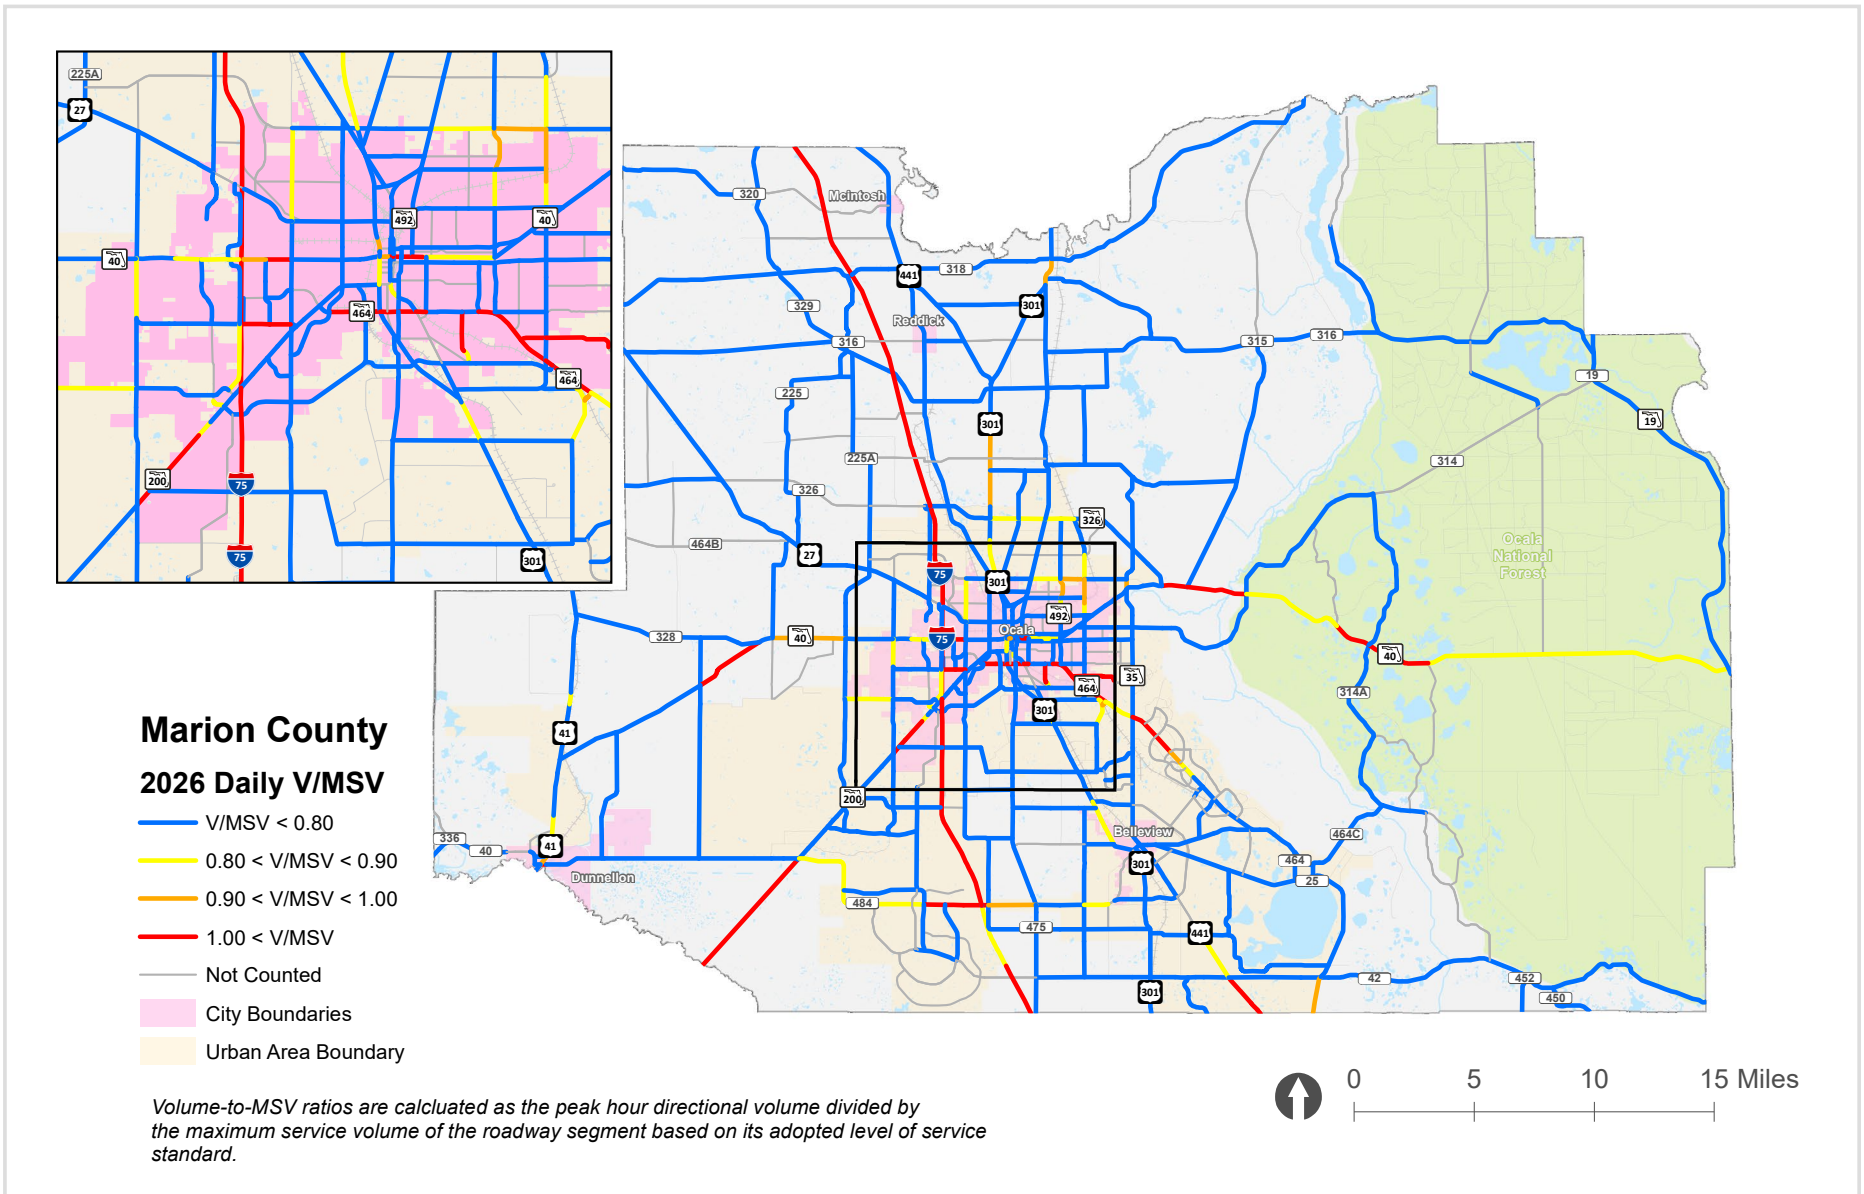 225A
27
492
40
40
464
464
200
75
75
301
320
McIntosh
441
318
329
301
Reddick
316
315
316
225
19
19
301
225A
314
326
326
464B
27
Ocala
National
Forest
75
301
492
328
40
75
Ocala
40
35
464
314A
301
41
200
Belleview
464C
336
40
41
301
464
Dunnellon
25
484
475
441
42
452
301
450
Marion County
2026 Daily V/MSV
V/MSV < 0.80
0.80 < V/MSV < 0.90
0.90 < V/MSV < 1.00
1.00 < V/MSV
Not Counted
City Boundaries
Urban Area Boundary
0 5 10 15 Miles
Volume-to-MSV ratios are calcluated as the peak hour directional volume divided by
the maximum service volume of the roadway segment based on its adopted level of service
standard.